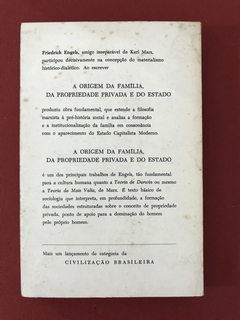 Friedrich Engels, amigo inseparável de Karl Marx,
participou decisivamente na concepção do materialismo
histórico-dialético. Ao escrever
A ORIGEM DA FAMÍLIA,
DA PROPRIEDADE PRIVADA E DO ESTADO
produziu obra fundamental, que estende a filosofia
marxista à pré-história social e analisa a formação
e a institucionalização da família em consonância
com o aparecimento do Estado Capitalista Moderno.
A ORIGEM DA FAMÍLIA,
DA PROPRIEDADE PRIVADA E DO ESTADO
é um dos principais trabalhos de Engels, tão fundamental
para a cultura humana quanto a Teoria de Darwin ou mesmo
a Teoria da Mais Valia, de Marx. É texto básico de
sociologia que interpreta, em profundidade, a formação
das sociedades estruturadas sobre o conceito de propriedade
privada, ponto de apoio para a dominação do homem
pelo próprio homem.
Mais um lançamento de categoria da
CIVILIZAÇÃO BRASILEIRA